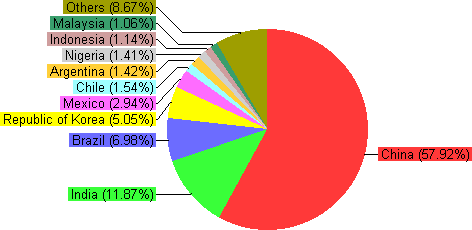 Others (8.67%)
Malaysia (1.06%)
Indonesia (1.14%)
Nigeria (1.41%)
Argentina (1.42%)
Chile (1.54%)
Mexico (2.94%)
Republic of Korea (5.05%)
Brazil (6.98%)
China (57.92%)
India (11.87%)